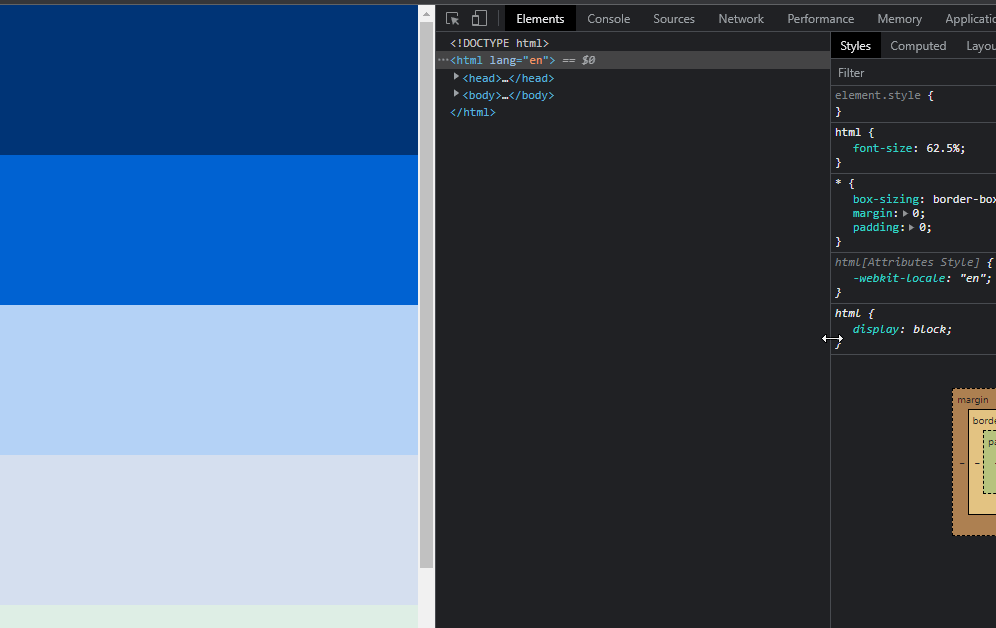 Elements Console Sources Network Performance Memory Applicatio
<!DOCTYPE html>
…<html lang="en"> == $0
<head>…</head>
<body>…</body>
</html>
Styles Computed Layou
Filter
element.style {
}
html {
font-size: 62.5%;
}
* {
box-sizing: border-box
margin: 0;
padding: 0;
}
html[Attributes Style] {
-webkit-locale: "en";
}
html {
display: block;
}
margin
borde
pa
– –